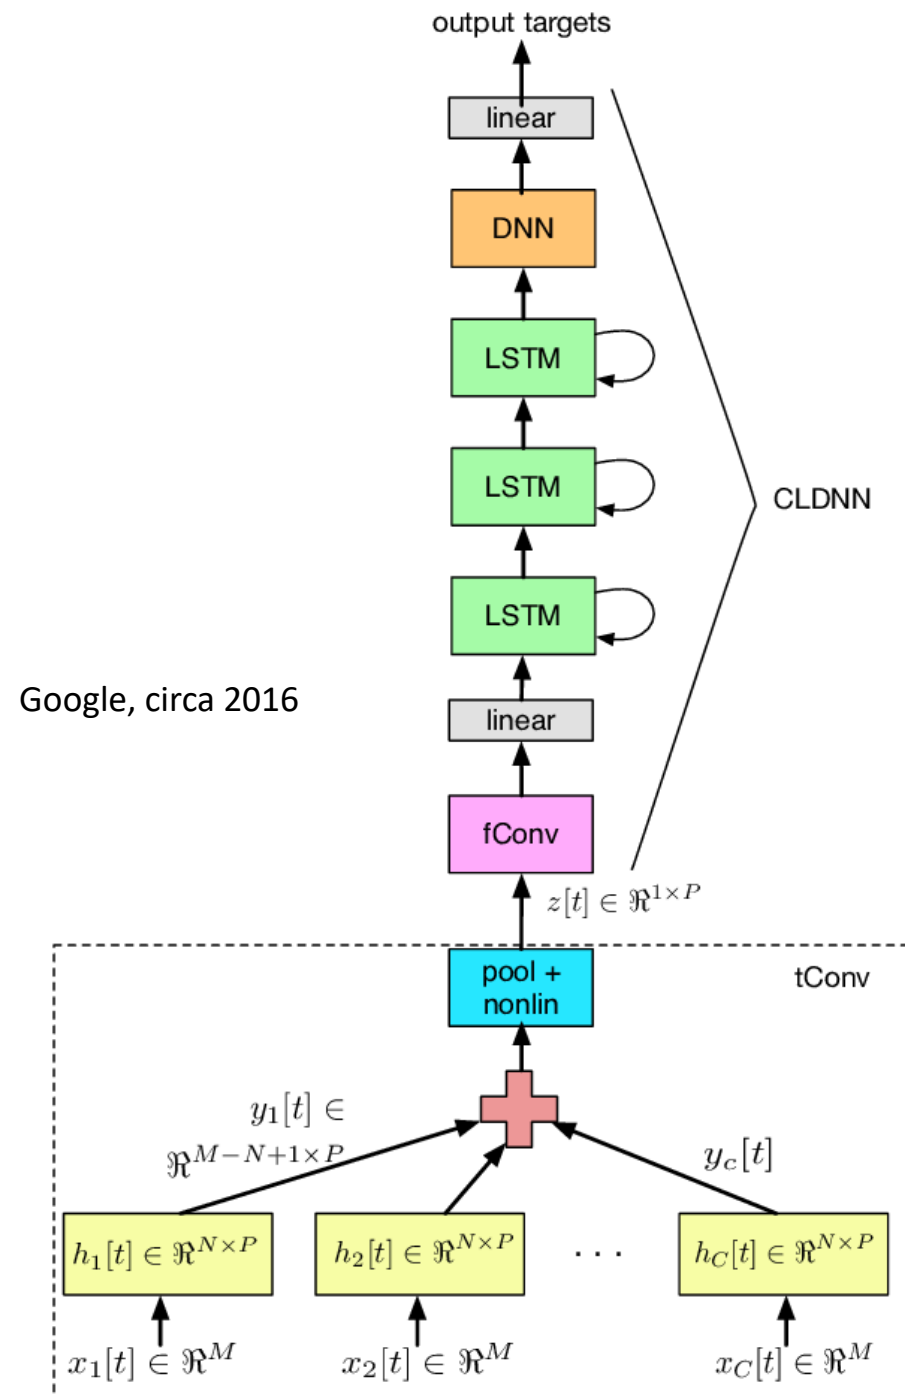 output targets
linear
DNN
LSTM
LSTM
CLDNN
LSTM
Google, circa 2016
linear
fConv
z[t] ∈ ℜ^{1×P}
pool +
nonlin
tConv
y_1[t] ∈
ℜ^{M−N+1×P}
y_c[t]
h_1[t] ∈ ℜ^{N×P}
h_2[t] ∈ ℜ^{N×P}
· · ·
h_C[t] ∈ ℜ^{N×P}
x_1[t] ∈ ℜ^M
x_2[t] ∈ ℜ^M
x_C[t] ∈ ℜ^M